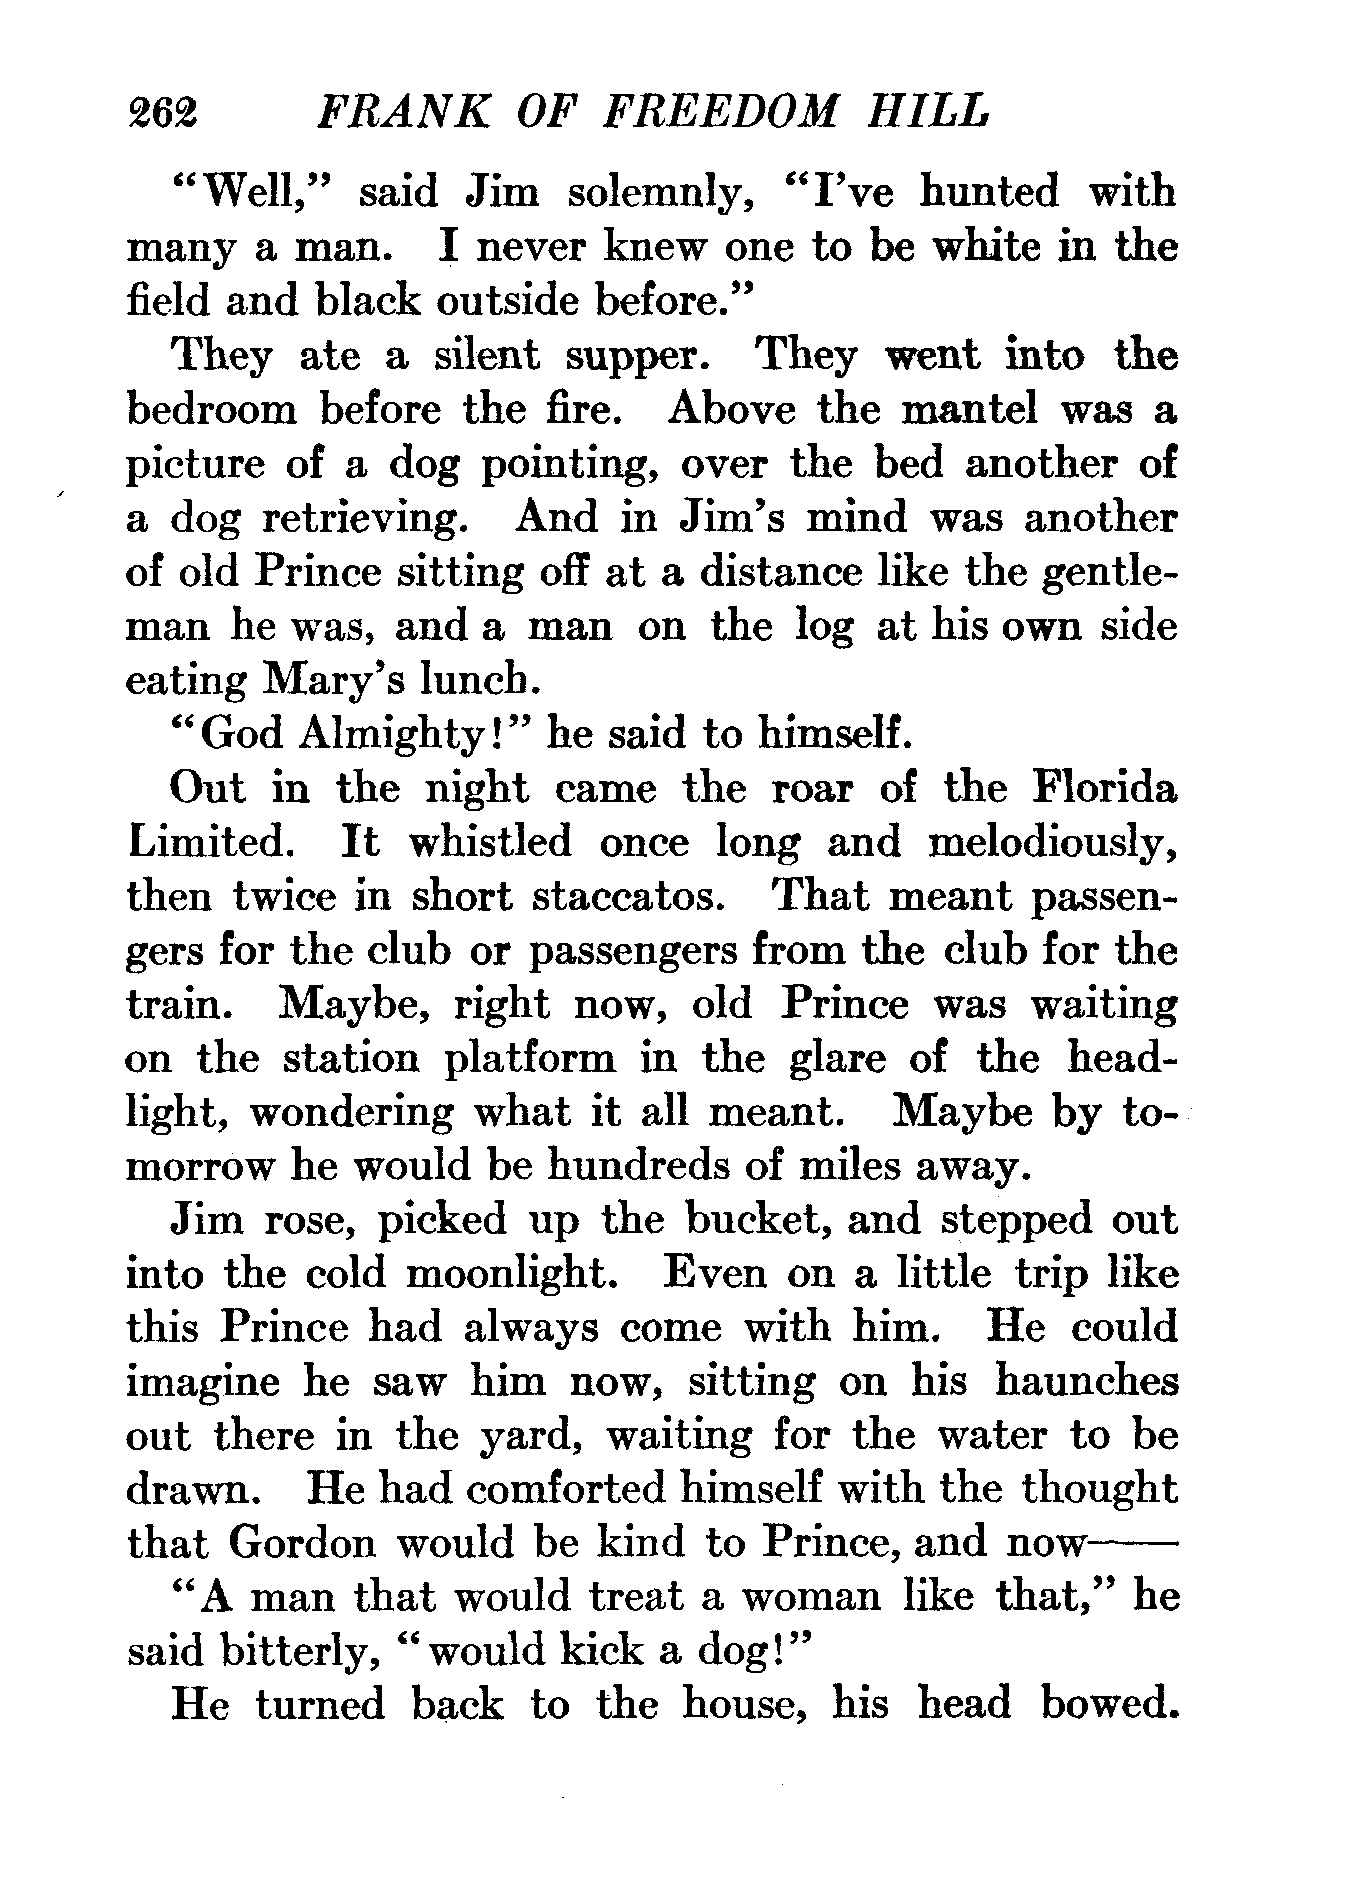 262 FRANK OF FREEDOM HILL
"Well," said Jim solemnly, "I've hunted with
many a man. I never knew one to be white in the
field and black outside before."
They ate a silent supper. They went into the
bedroom before the fire. Above the mantel was a
picture of a dog pointing, over the bed another of
a dog retrieving. And in Jim's mind was another
of old Prince sitting off at a distance like the gentle-
man he was, and a man on the log at his own side
eating Mary's lunch.
"God Almighty!" he said to himself.
Out in the night came the roar of the Florida
Limited. It whistled once long and melodiously,
then twice in short staccatos. That meant passen-
gers for the club or passengers from the club for the
train. Maybe, right now, old Prince was waiting
on the station platform in the glare of the head-
light, wondering what it all meant. Maybe by to-
morrow he would be hundreds of miles away.
Jim rose, picked up the bucket, and stepped out
into the cold moonlight. Even on a little trip like
this Prince had always come with him. He could
imagine he saw him now, sitting on his haunches
out there in the yard, waiting for the water to be
drawn. He had comforted himself with the thought
that Gordon would be kind to Prince, and now——
"A man that would treat a woman like that," he
said bitterly, "would kick a dog!"
He turned back to the house, his head bowed.